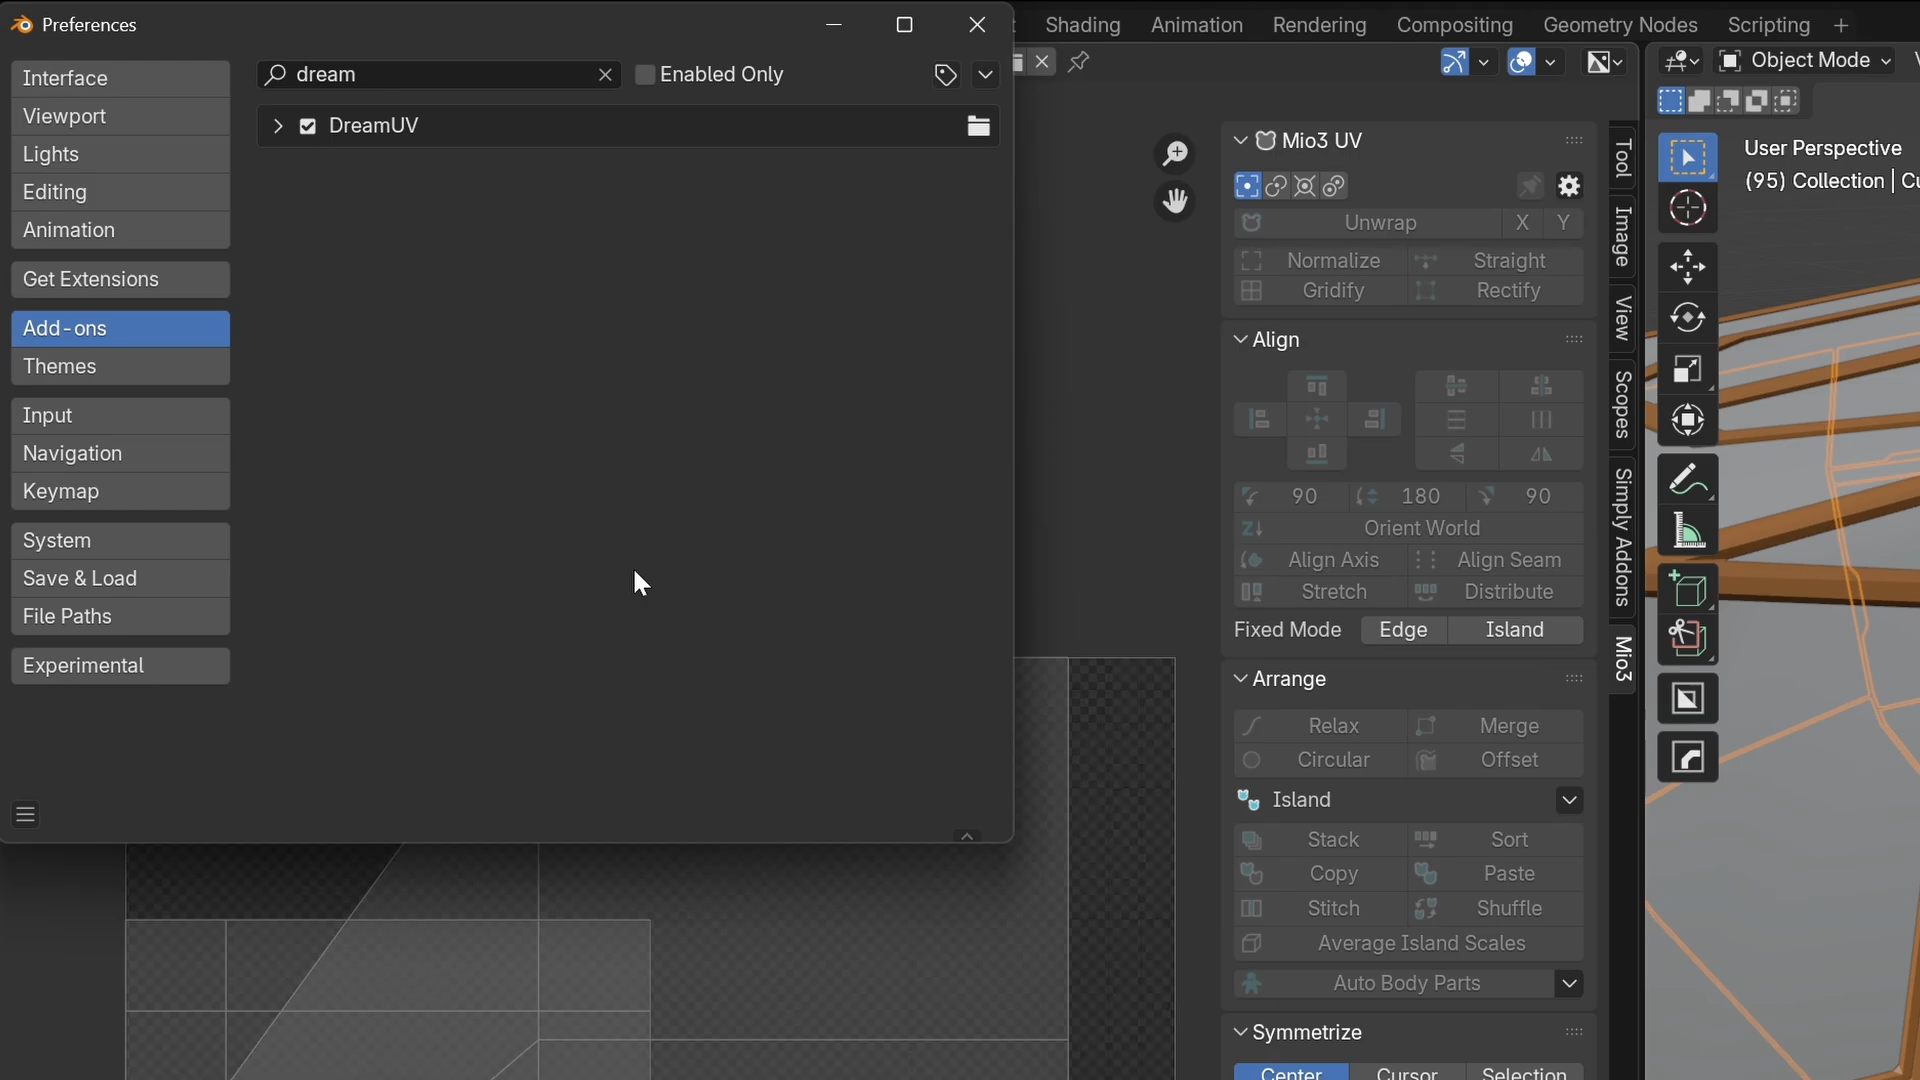 Preferences
Shading
Animation
Rendering
Compositing
Geometry Nodes
Scripting
+
Interface
Viewport
Lights
Editing
Animation
Get Extensions
Add-ons
Themes
Input
Navigation
Keymap
System
Save & Load
File Paths
Experimental
dream
Enabled Only
DreamUV
Mio3 UV
Unwrap X Y
Normalize Straight
Gridify Rectify
Align
90 180 90
Orient World
Align Axis Align Seam
Stretch Distribute
Fixed Mode Edge Island
Arrange
Relax Merge
Circular Offset
Island
Stack Sort
Copy Paste
Stitch Shuffle
Average Island Scales
Auto Body Parts
Symmetrize
Center Cursor Selection
Tool
Image
View
Scopes
Simply Addons
Mio3
Object Mode
User Perspective
(95) Collection |